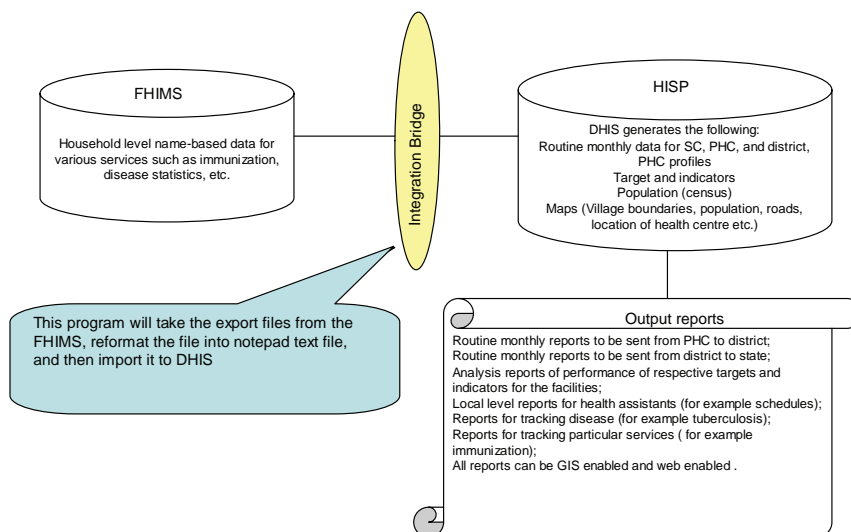 FHIMS
Household level name-based data for
various services such as immunization,
disease statistics, etc.
Integration Bridge
HISP
DHIS generates the following:
Routine monthly data for SC, PHC, and district,
PHC profiles
Target and indicators
Population (census)
Maps (Village boundaries, population, roads,
location of health centre etc.)
This program will take the export files from the
FHIMS, reformat the file into notepad text file,
and then import it to DHIS
Output reports
Routine monthly reports to be sent from PHC to district;
Routine monthly reports to be sent from district to state;
Analysis reports of performance of respective targets and
indicators for the facilities;
Local level reports for health assistants (for example schedules);
Reports for tracking disease (for example tuberculosis);
Reports for tracking particular services ( for example
immunization);
All reports can be GIS enabled and web enabled .